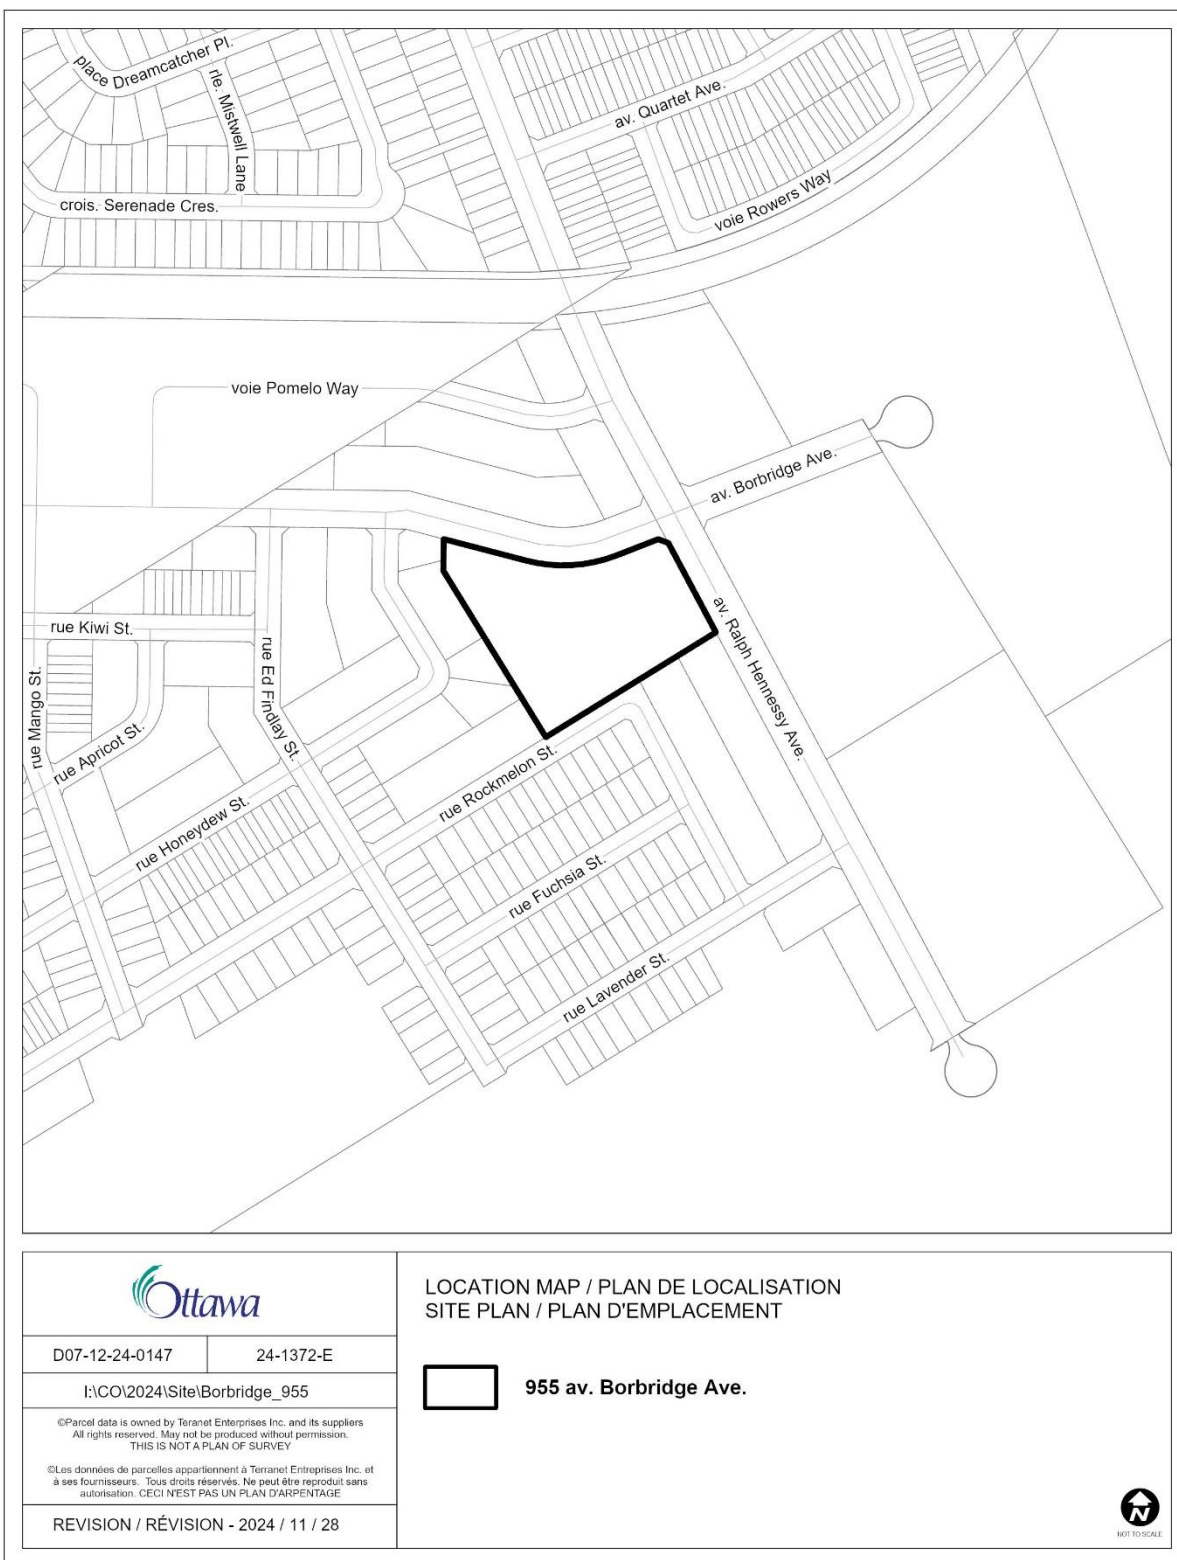 place Dreamcatcher Pl.
rle. Mistwell Lane
av. Quartet Ave.
crois. Serenade Cres.
voie Rowers Way
voie Pomelo Way
av. Borbridge Ave.
rue Kiwi St.
rue Mango St.
rue Apricot St.
rue Ed Findlay St.
av. Ralph Hennessy Ave.
rue Honeydew St.
rue Rockmelon St.
rue Fuchsia St.
rue Lavender St.
Ottawa
D07-12-24-0147
24-1372-E
I:\CO\2024\Site\Borbridge_955
©Parcel data is owned by Teranet Enterprises Inc. and its suppliers
All rights reserved. May not be produced without permission.
THIS IS NOT A PLAN OF SURVEY
©Les données de parcelles appartiennent à Terranet Entreprises Inc. et
à ses fournisseurs. Tous droits réservés. Ne peut être reproduit sans
autorisation. CECI N'EST PAS UN PLAN D'ARPENTAGE
REVISION / RÉVISION - 2024 / 11 / 28
LOCATION MAP / PLAN DE LOCALISATION
SITE PLAN / PLAN D'EMPLACEMENT
955 av. Borbridge Ave.
N
NOT TO SCALE